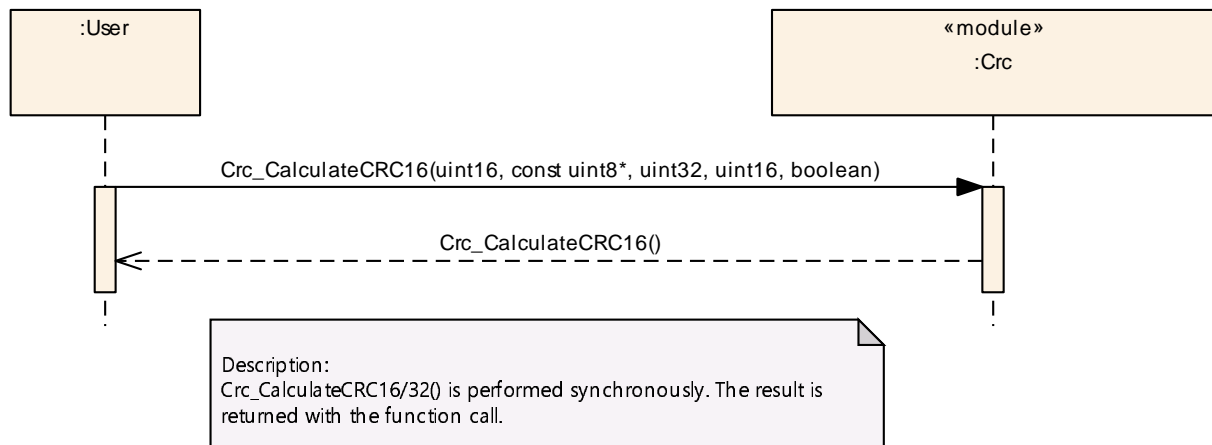 :User
«module»
:Crc
Crc_CalculateCRC16(uint16, const uint8*, uint32, uint16, boolean)
Crc_CalculateCRC16()
Description:
Crc_CalculateCRC16/32() is performed synchronously. The result is
returned with the function call.